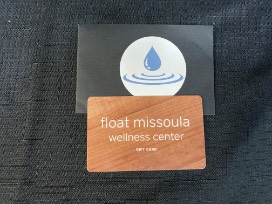 float missoula
wellness center
GIFT CARD